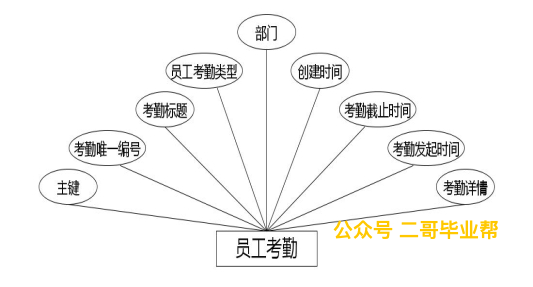 部门
员工考勤类型
创建时间
考勤标题
考勤截止时间
考勤唯一编号
考勤发起时间
主键
考勤详情
员工考勤
公众号 二哥毕业帮